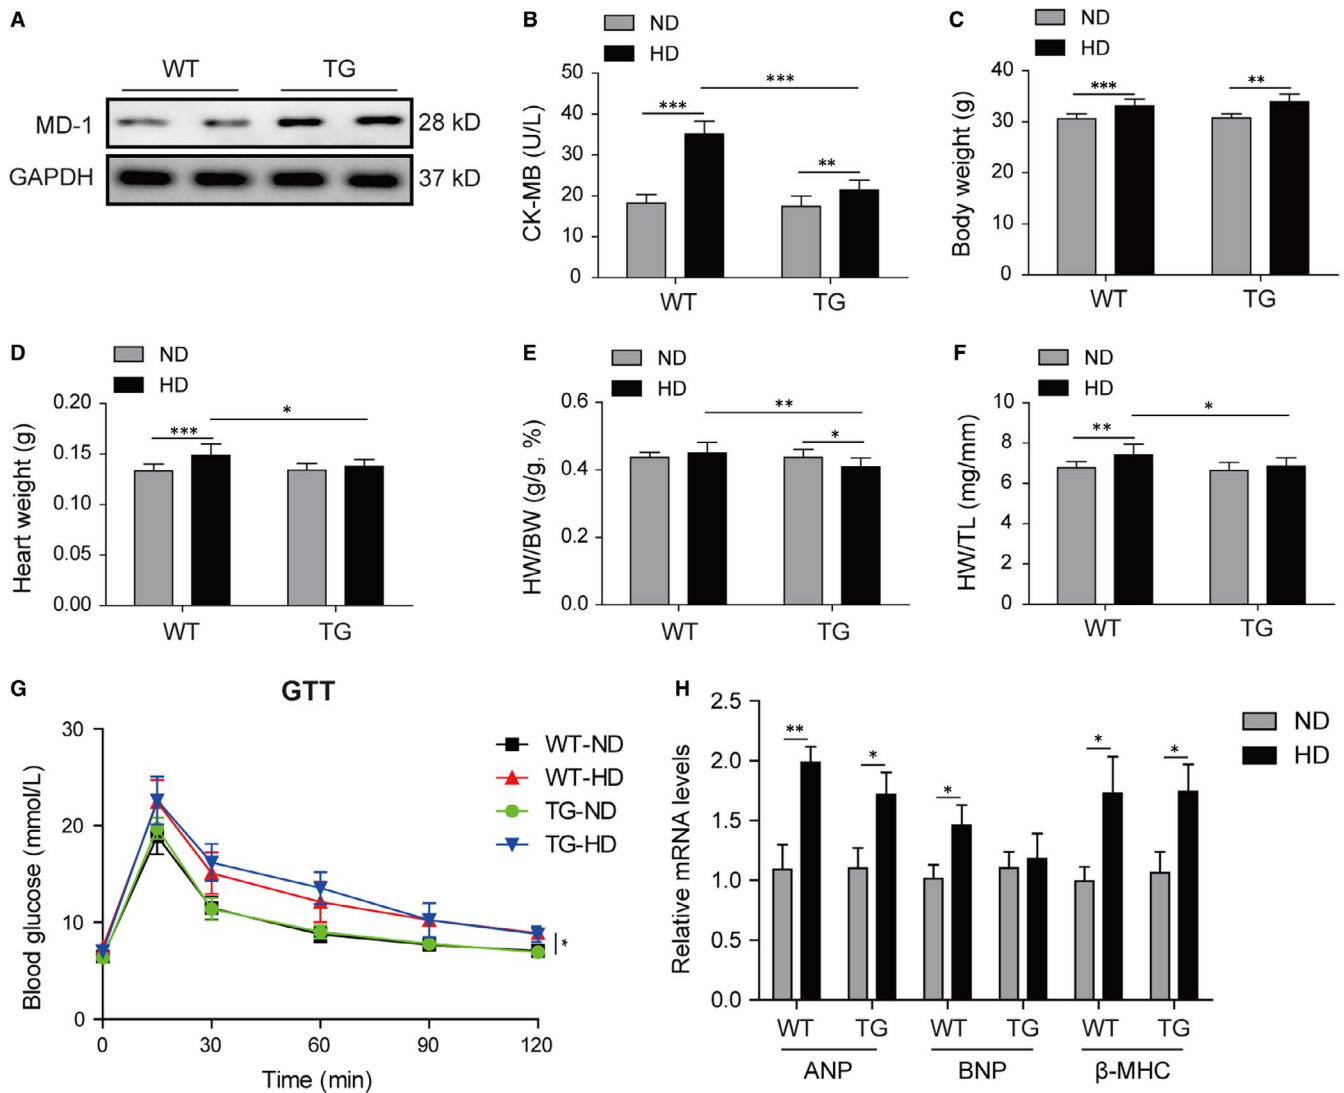 A
WT TG
MD-1 28 kD
GAPDH 37 kD
B
ND
HD
CK-MB (U/L)
50
40
30
20
10
0
***
***
**
WT TG
C
ND
HD
Body weight (g)
40
30
20
10
0
***
**
WT TG
D
ND
HD
Heart weight (g)
0.20
0.15
0.10
0.05
0.00
***
*
WT TG
E
ND
HD
HW/BW (g/g, %)
0.6
0.4
0.2
0.0
**
*
WT TG
F
ND
HD
HW/TL (mg/mm)
10
8
6
4
2
0
**
*
WT TG
G
GTT
Blood glucose (mmol/L)
30
20
10
0
0 30 60 90 120
Time (min)
WT-ND
WT-HD
TG-ND
TG-HD
*
H
Relative mRNA levels
2.5
2.0
1.5
1.0
0.5
0.0
**
*
*
*
*
ND
HD
WT TG WT TG WT TG
ANP BNP β-MHC